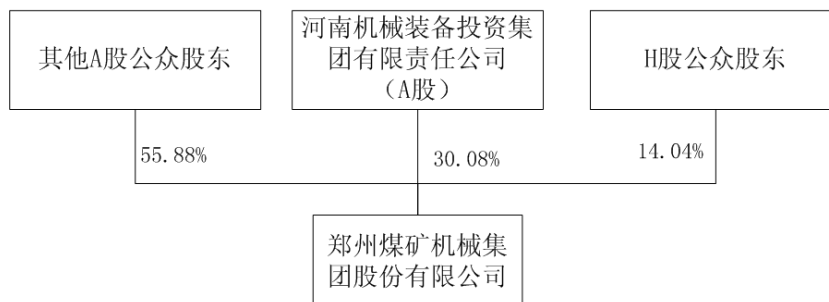 其他A股公众股东
河南机械装备投资集
团有限责任公司
（A股）
H股公众股东
55.88%
30.08%
14.04%
郑州煤矿机械集
团股份有限公司